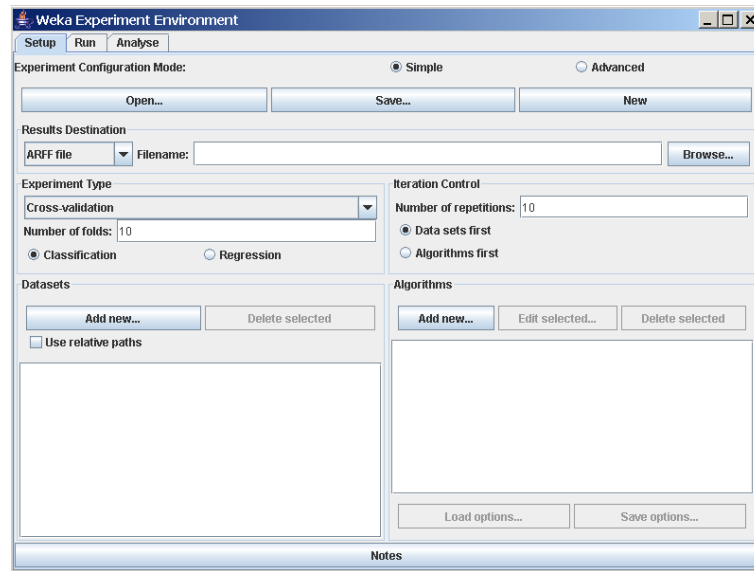 Weka Experiment Environment
Setup Run Analyse
Experiment Configuration Mode: Simple Advanced
Open... Save... New
Results Destination
ARFF file Filename: Browse...
Experiment Type Iteration Control
Cross-validation Number of repetitions: 10
Number of folds: 10 Data sets first
Classification Regression Algorithms first
Datasets Algorithms
Add new... Delete selected Add new... Edit selected... Delete selected
Use relative paths
Load options... Save options...
Notes